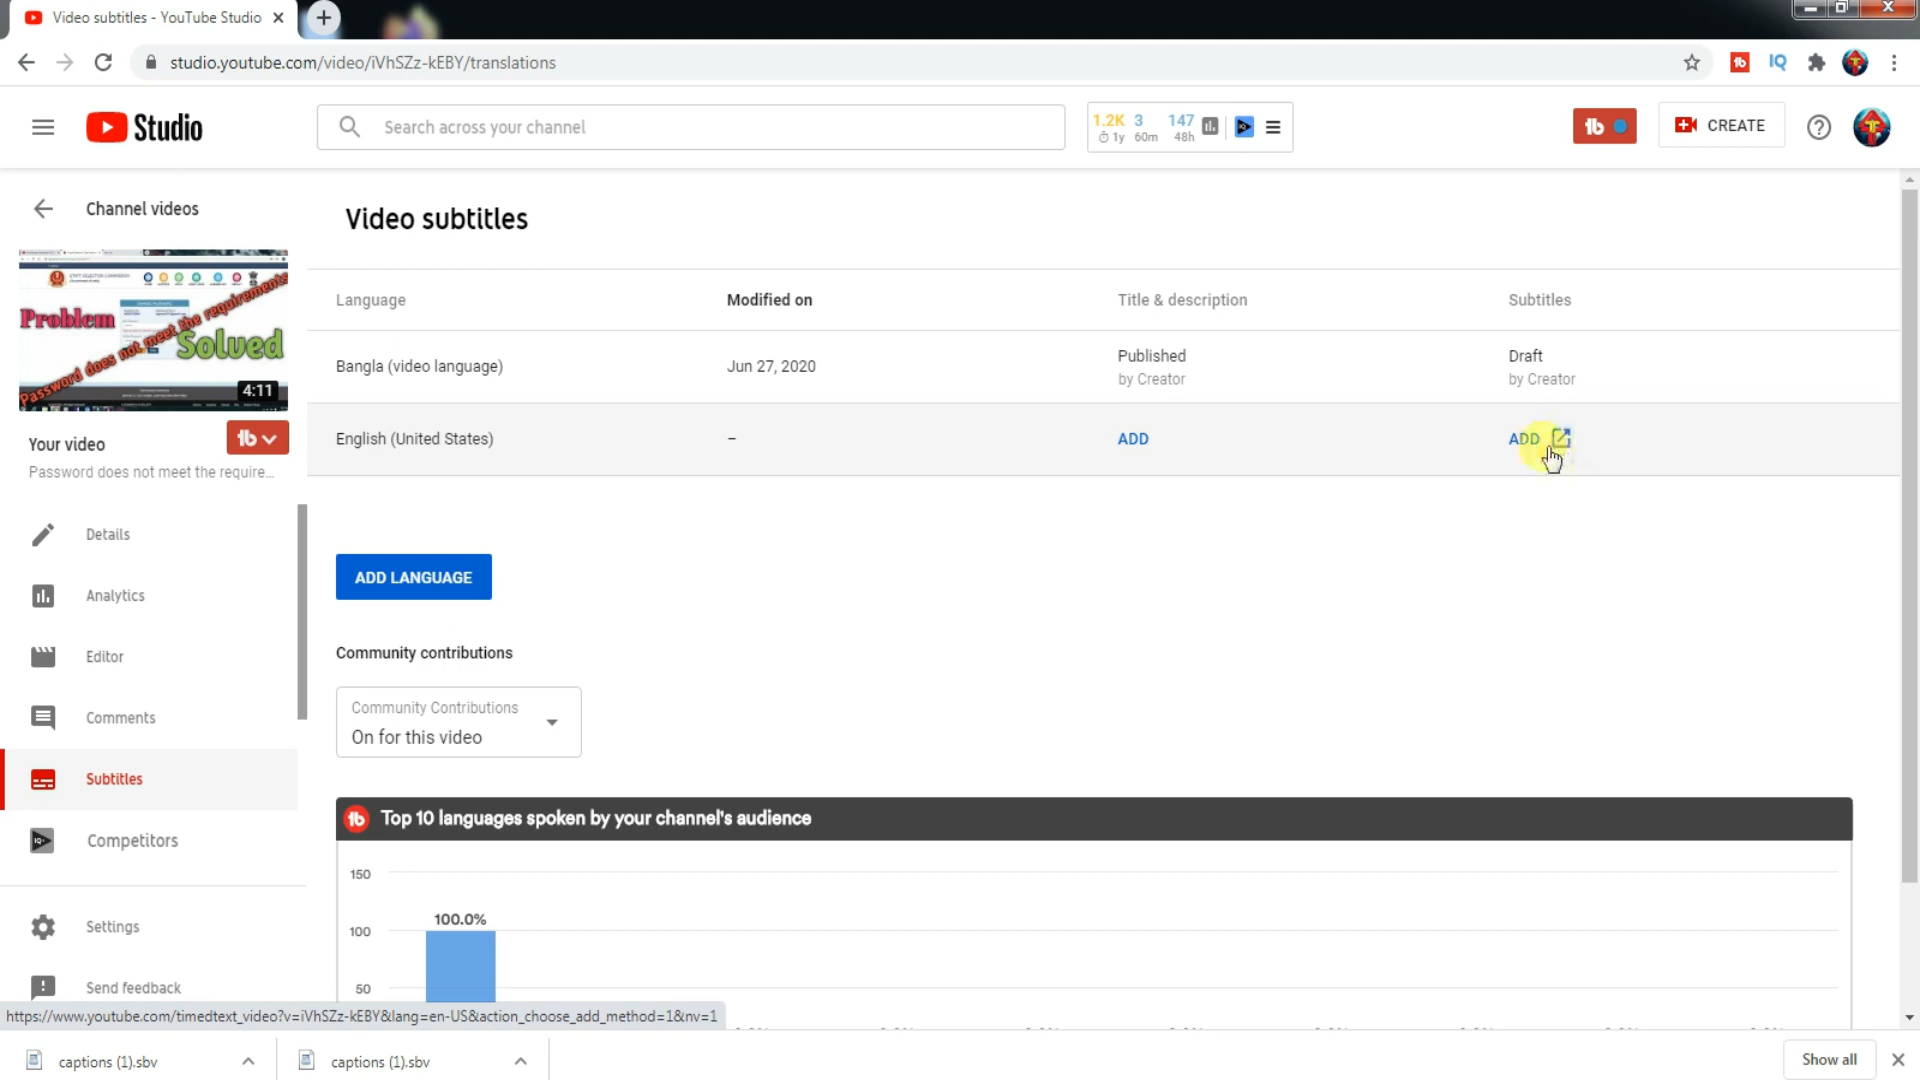 Video subtitles - YouTube Studio
studio.youtube.com/video/iVhSZz-kEBY/translations
IQ
Studio
Search across your channel
1.2K 3 147
1y 60m 48h
CREATE
Channel videos
Video subtitles
Problem
Solved
Password does not meet the requirements
4:11
Your video
Password does not meet the require...
Language Modified on Title & description Subtitles
Bangla (video language) Jun 27, 2020 Published Draft
by Creator by Creator
English (United States) – ADD ADD
Details
Analytics
Editor
Comments
Subtitles
Competitors
Settings
Send feedback
ADD LANGUAGE
Community contributions
Community Contributions
On for this video
Top 10 languages spoken by your channel's audience
150
100.0%
100
50
https://www.youtube.com/timedtext_video?v=iVhSZz-kEBY&lang=en-US&action_choose_add_method=1&nv=1
captions (1).sbv captions (1).sbv Show all